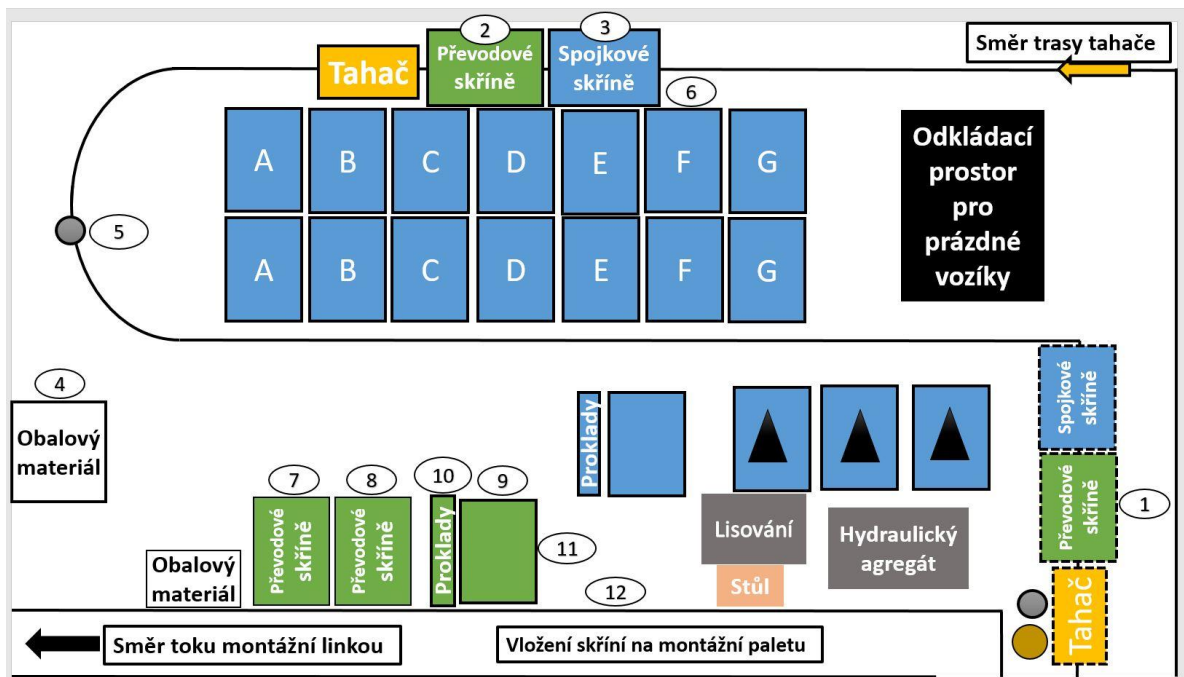 Směr trasy tahače
2
3
Tahač
Převodové
skříně
Spojkové
skříně
6
A
B
C
D
E
F
G
Odkládací
prostor
pro
prázdné
vozíky
5
A
B
C
D
E
F
G
4
Obalový
materiál
Spojkové
skříně
Proklady
7
8
10
9
Převodové
skříně
1
Obalový
materiál
Převodové
skříně
Převodové
skříně
Proklady
11
Lisování
Hydraulický
agregát
12
Stůl
Tahač
Směr toku montážní linkou
Vložení skříní na montážní paletu